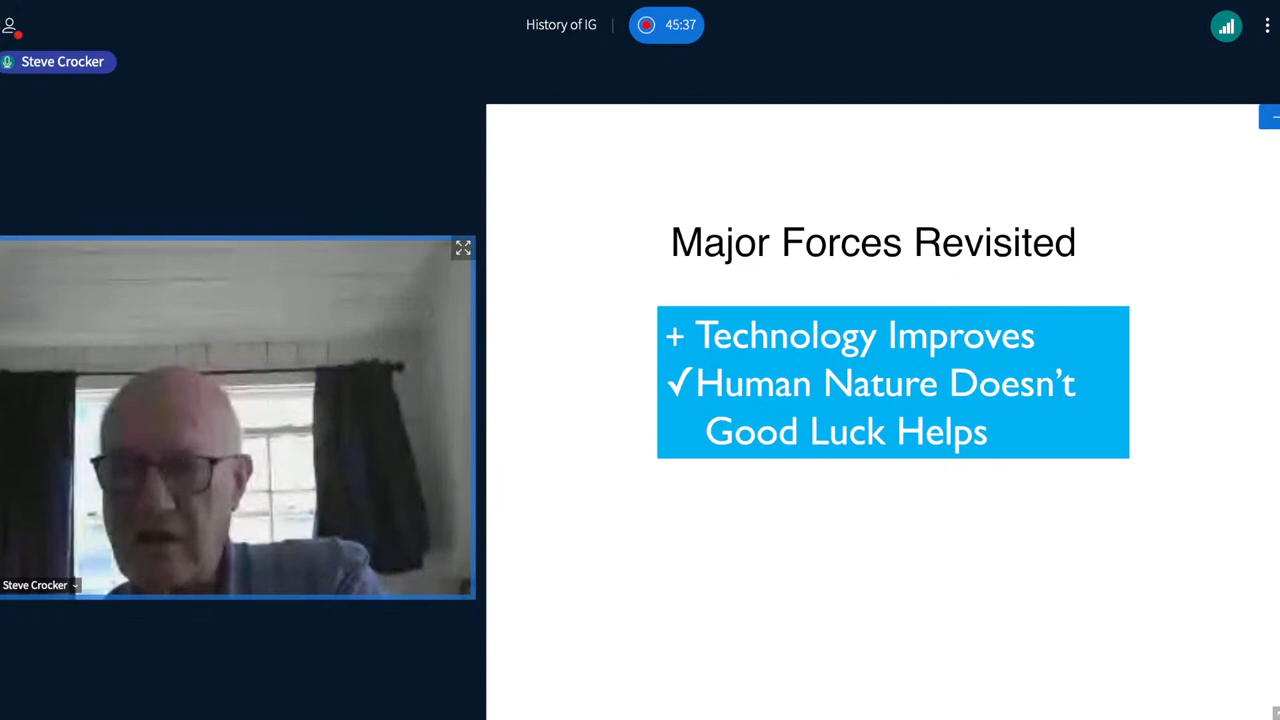 History of IG
45:37
Steve Crocker
Major Forces Revisited
+ Technology Improves
✓Human Nature Doesn’t
Good Luck Helps
Steve Crocker